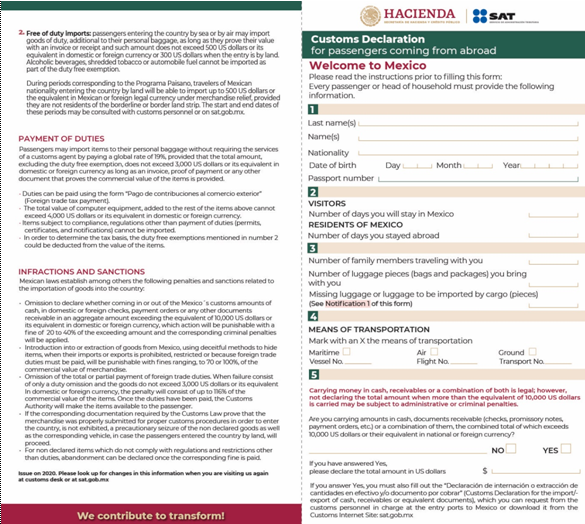 2. Free of duty imports: passengers entering the country by sea or by air may import
goods of duty, additional to their personal baggage, as long as they prove their value
with an invoice or receipt and such amount does not exceed 500 US dollars or its
equivalent in domestic or foreign currency or 300 US dollars when the entry is by land.
Alcoholic beverages, shredded tobacco or automobile fuel cannot be imported as
part of the duty free exemption.
During periods corresponding to the Programa Paisano, travelers of Mexican
nationality entering the country by land will be able to import up to 500 US dollars or
the equivalent in Mexican or foreign legal currency under merchandise relief, provided
they are not residents of the borderline or border land strip. The start and end dates of
these periods may be consulted with customs personnel or on sat.gob.mx.
PAYMENT OF DUTIES
Passengers may import items to their personal baggage without requiring the services
of a customs agent by paying a global rate of 19%, provided that the total amount,
excluding the duty free exemption, does not exceed 3,000 US dollars or its equivalent in
domestic or foreign currency as long as an invoice, proof of payment or any other
document that proves the commercial value of the items is provided.
- Duties can be paid using the form "Pago de contribuciones al comercio exterior"
(Foreign trade tax payment).
- The total value of computer equipment, added to the rest of the items above cannot
exceed 4,000 US dollars or its equivalent in domestic or foreign currency.
- Items subject to compliance, regulations other than payment of duties (permits,
certificates, and notifications) cannot be imported.
- In order to determine the tax basis, the duty free exemptions mentioned in number 2
could be deducted from the value of the items.
INFRACTIONS AND SANCTIONS
Mexican laws establish among others the following penalties and sanctions related to
the importation of goods into the country:
- Omission to declare whether coming in or out of the Mexico´s customs amounts of
cash, in domestic or foreign checks, payment orders or any other documents
receivable in an amount exceeding the equivalent of 10,000 US dollars or
its equivalent in domestic or foreign currency, which action will be punishable with a
fine of 20 to 40% of the exceeding amount and the corresponding criminal penalties
will be applied.
- Introduction into or extraction of goods from Mexico, using deceitful methods to hide
items, when theimports or exports is prohibited, restricted or because foreign trade
duties must be paid, will be punishable with fines ranging, to 70 or 100%, of the
commercial value of merchandise.
- Omission of the total or partial payment of foreign trade duties. When failure consist
of only a duty omission and the goods do not exceed 3,000 US dollars or its equivalent
in domestic or foreign currency, the penalty will consist of up to 116% of the
commercial value of the items. Once the duties have been paid, the Customs
Authority will make the items available to the passenger.
- If the corresponding documentation required by the Customs Law prove that the
merchandise was properly submitted for proper customs procedures in order to enter
the country, is not exhibited, a precautionary seizure of the non declared goods as well
as the corresponding vehicle, in case the passengers entered the country by land, will
proceed.
- For non declared items which do not comply with regulations and restrictions other
than duties, abandonment can be declared once the corresponding fine is paid.
Issue on 2020. Please look up for changes in this information when you are visiting us again
at customs desk or at sat.gob.mx
We contribute to transform!
HACIENDA
SAT
Customs Declaration
for passengers coming from abroad
Welcome to Mexico
Please read the instructions prior to filling this form:
Every passenger or head of household must provide the following
information.
1
Last name(s)
Name(s)
Nationality
Date of birth Day Month Year
Passport number
2
VISITORS
Number of days you will stay in Mexico
RESIDENTS OF MEXICO
Number of days you stayed abroad
3
Number of family members traveling with you
Number of luggage pieces (bags and packages) you bring
with you
Missing luggage or luggage to be imported by cargo (pieces)
(See Notification 1 of this form)
4
MEANS OF TRANSPORTATION
Mark with an X the means of transportation
Maritime Air Ground
Vessel No. Flight No. Transport No.
5
Carrying money in cash, receivables or a combination of both is legal; however,
not declaring the total amount when more than the equivalent of 10,000 US dollars
is carried may be subject to administrative or criminal penalties.
Are you carrying amounts in cash, documents receivable (checks, promissory notes,
payment orders, etc.) or a combination of them, the combined total of which exceeds
10,000 US dollars or their equivalent in national or foreign currency?
NO YES
If you have answered Yes,
please declare the total amount in US dollars $
If you answer Yes, you must also fill out the "Declaración de internación o extracción de
cantidades en efectivo y/o documento por cobrar" (Customs Declaration for the import/-
export of cash, receivables or equivalent documents), which you can request from the
customs personnel in charge at the entry ports to Mexico or download it from the
Customs Internet Site: sat.gob.mx